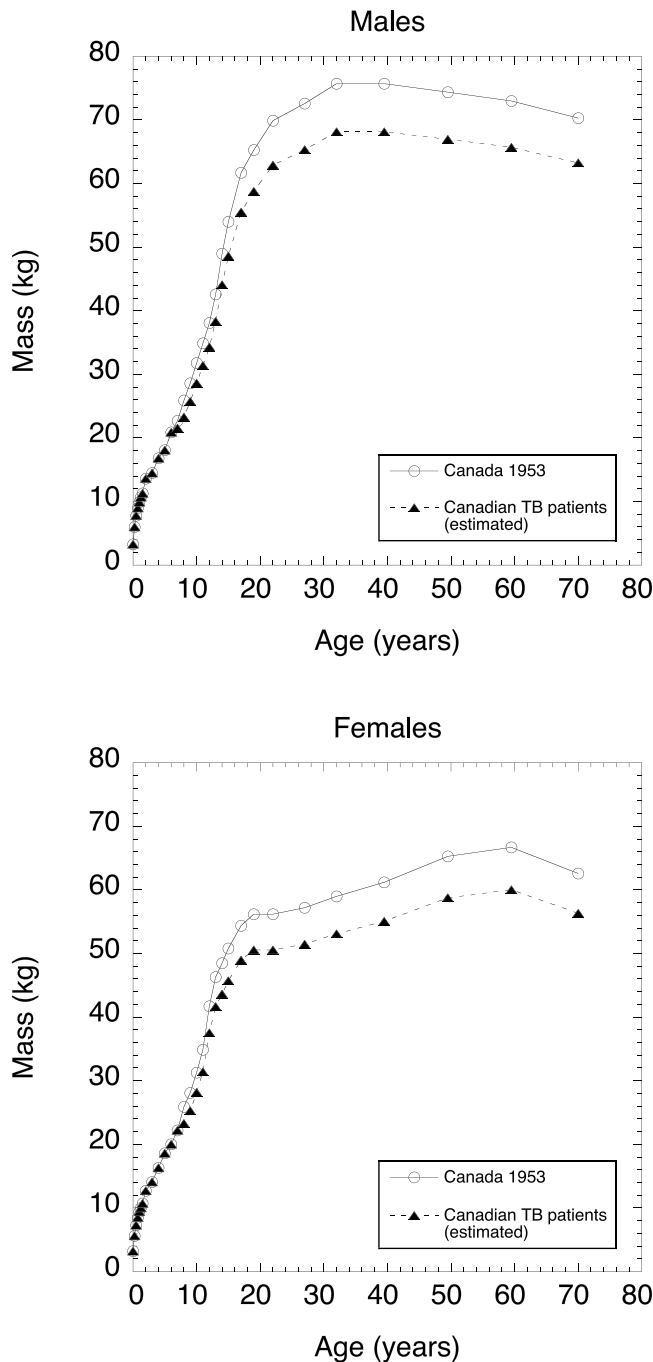 Males
80
70
60
50
40
30
20
10
0
Mass (kg)
Canada 1953
Canadian TB patients
(estimated)
0 10 20 30 40 50 60 70 80
Age (years)
Females
80
70
60
50
40
30
20
10
0
Mass (kg)
Canada 1953
Canadian TB patients
(estimated)
0 10 20 30 40 50 60 70 80
Age (years)